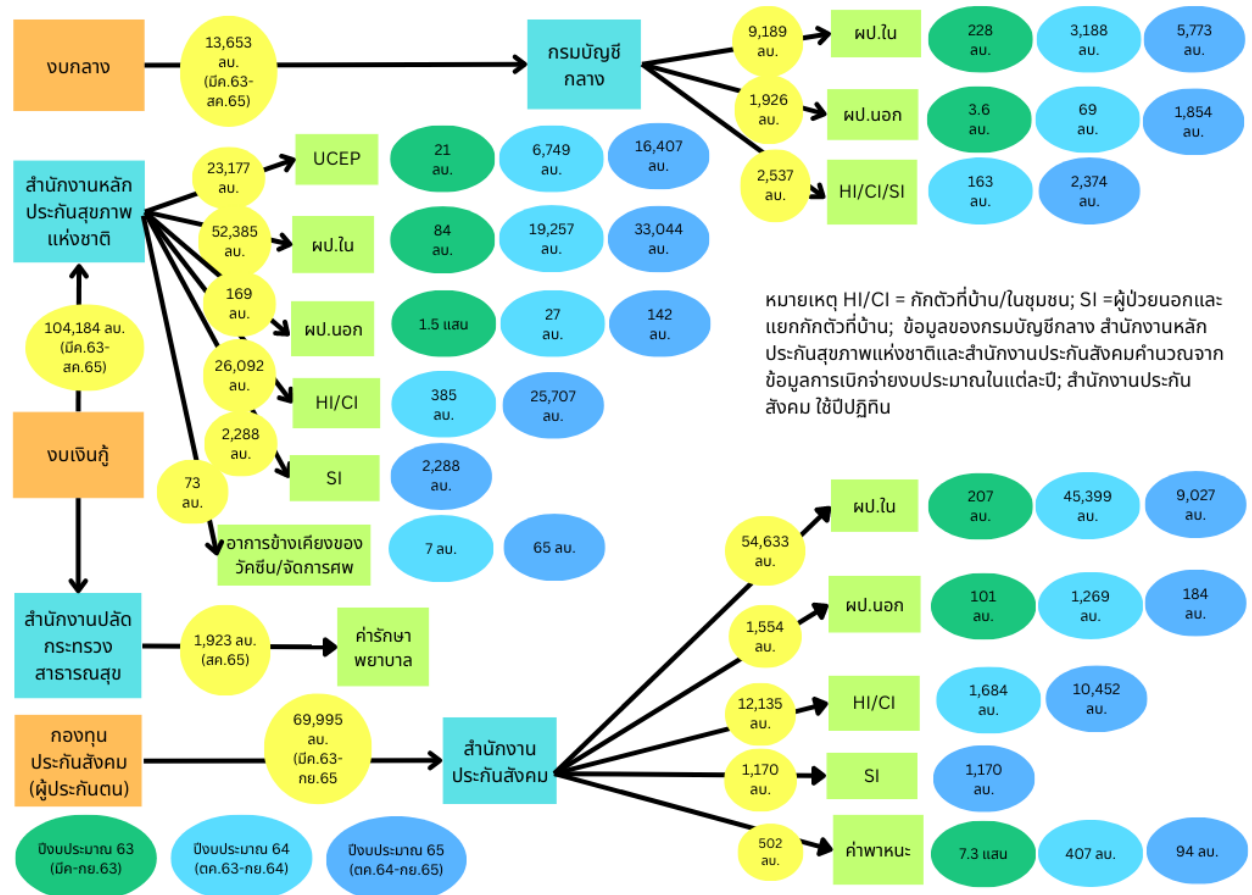 งบกลาง
13,653
ลบ.
(มีค.63-
สค.65)
กรมบัญชี
กลาง
9,189
ลบ.
ผป.ใน
228
ลบ.
3,188
ลบ.
5,773
ลบ.
1,926
ลบ.
ผป.นอก
3.6
ลบ.
69
ลบ.
1,854
ลบ.
2,537
ลบ.
HI/CI/SI
163
ลบ.
2,374
ลบ.
สำนักงานหลัก
ประกันสุขภาพ
แห่งชาติ
23,177
ลบ.
UCEP
21
ลบ.
6,749
ลบ.
16,407
ลบ.
52,385
ลบ.
ผป.ใน
84
ลบ.
19,257
ลบ.
33,044
ลบ.
169
ลบ.
ผป.นอก
1.5 แสน
27
ลบ.
142
ลบ.
26,092
ลบ.
HI/CI
385
ลบ.
25,707
ลบ.
2,288
ลบ.
SI
2,288
ลบ.
73
ลบ.
อาการข้างเคียงของ
วัคซีน/จัดการศพ
7 ลบ.
65 ลบ.
104,184 ลบ.
(มีค.63-
สค.65)
งบเงินกู้
หมายเหตุ HI/CI = กักตัวที่บ้าน/ในชุมชน; SI =ผู้ป่วยนอกและ
แยกกักตัวที่บ้าน; ข้อมูลของกรมบัญชีกลาง สำนักงานหลัก
ประกันสุขภาพแห่งชาติและสำนักงานประกันสังคมคำนวณจาก
ข้อมูลการเบิกจ่ายงบประมาณในแต่ละปี; สำนักงานประกัน
สังคม ใช้ปีปฏิทิน
สำนักงานปลัด
กระทรวง
สาธารณสุข
1,923 ลบ.
(สค.65)
ค่ารักษา
พยาบาล
กองทุน
ประกันสังคม
(ผู้ประกันตน)
69,995
ลบ.
(มีค.63-
กย.65
สำนักงาน
ประกันสังคม
54,633
ลบ.
ผป.ใน
207
ลบ.
45,399
ลบ.
9,027
ลบ.
1,554
ลบ.
ผป.นอก
101
ลบ.
1,269
ลบ.
184
ลบ.
12,135
ลบ.
HI/CI
1,684
ลบ.
10,452
ลบ.
1,170
ลบ.
SI
1,170
ลบ.
502
ลบ.
ค่าพาหนะ
7.3 แสน
407 ลบ.
94 ลบ.
ปีงบประมาณ 63
(มีค-กย.63)
ปีงบประมาณ 64
(ตค.63-กย.64)
ปีงบประมาณ 65
(ตค.64-กย.65)